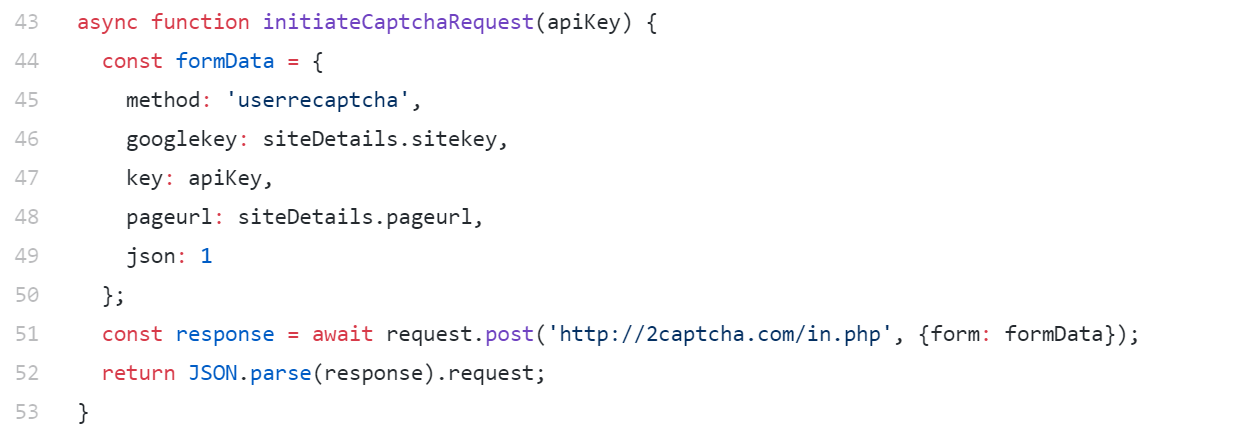 43 async function initiateCaptchaRequest(apiKey) {
44 const formData = {
45 method: 'userrecaptcha',
46 googlekey: siteDetails.sitekey,
47 key: apiKey,
48 pageurl: siteDetails.pageurl,
49 json: 1
50 };
51 const response = await request.post('http://2captcha.com/in.php', {form: formData});
52 return JSON.parse(response).request;
53 }